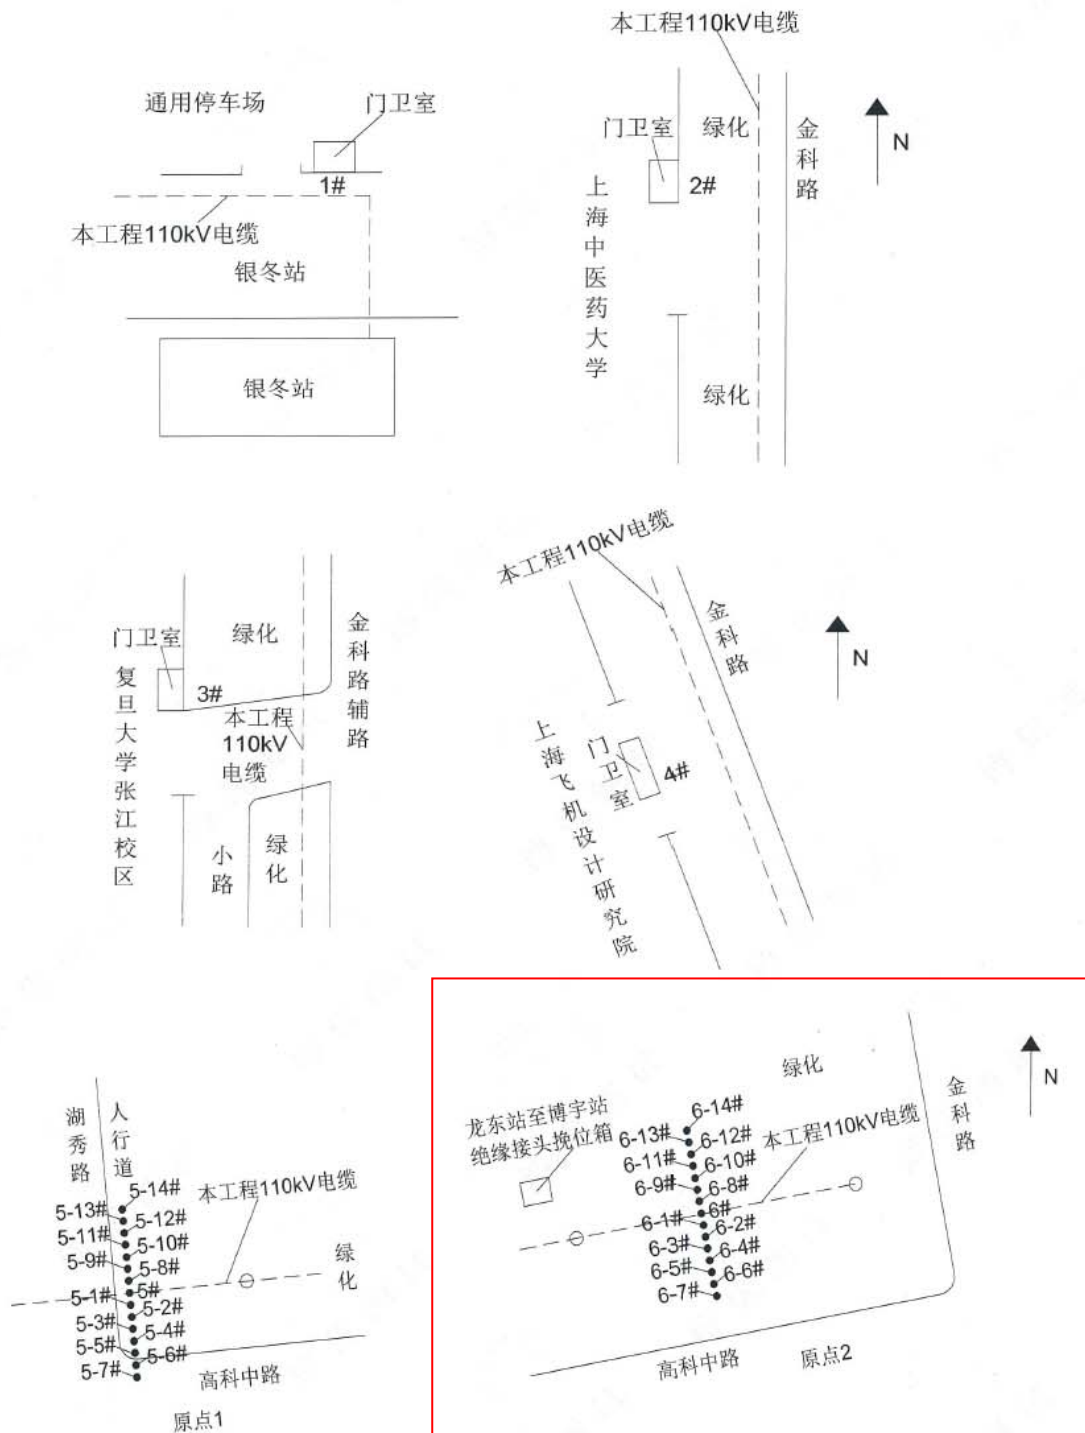 本工程110kV电缆
通用停车场
门卫室
1#
本工程110kV电缆
银冬站
银冬站
门卫室
绿化
金科路
N
2#
上海中医药大学
绿化
门卫室
绿化
金科路辅路
复旦大学张江校区
3#
本工程
110kV
电缆
小路
绿化
本工程110kV电缆
金科路
N
上海飞机设计研究院
门卫室
4#
湖秀路
人行道
5-14#
5-13#
5-12#
5-11#
5-10#
5-9#
5-8#
5-1#
5#
5-2#
5-3#
5-4#
5-5#
5-6#
5-7#
本工程110kV电缆
绿化
高科中路
原点1
绿化
金科路
N
龙东站至博宇站
绝缘接头换位箱
6-14#
6-13#
6-12#
6-11#
6-10#
6-9#
6-8#
6-1#
6#
6-2#
6-3#
6-4#
6-5#
6-6#
6-7#
本工程110kV电缆
高科中路
原点2